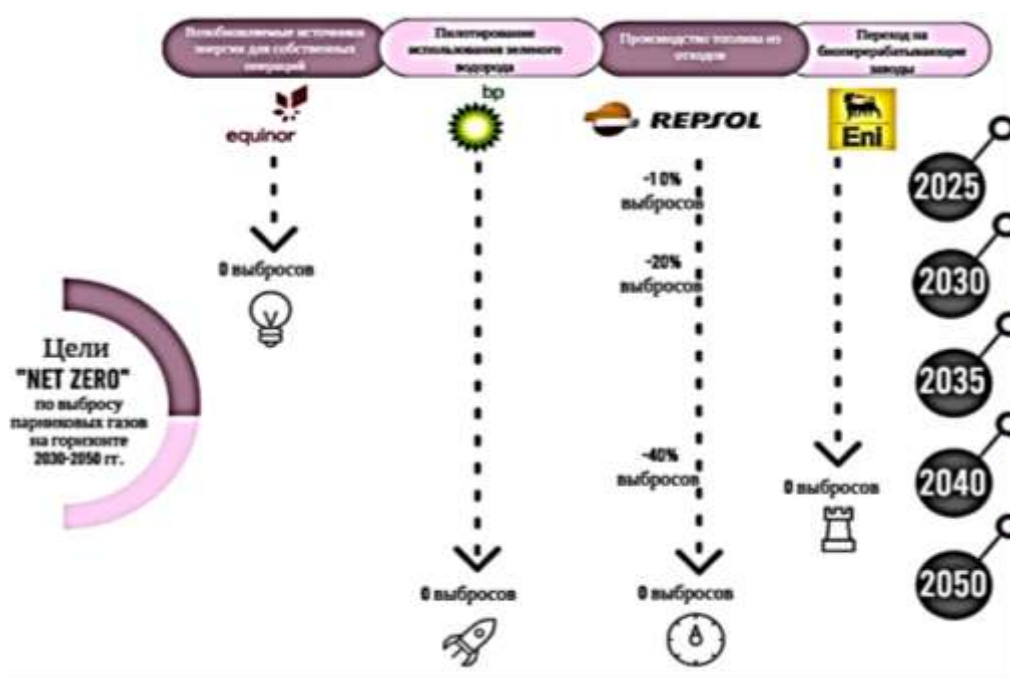 Возобновляемые источники
энергии для собственных
операций
Пилотирование
использования зеленого
водорода
Производство топлива из
отходов
Переход на
биоперерабатывающие
заводы
equinor
bp
REPSOL
Eni
-10%
выбросов
2025
0 выбросов
-20%
выбросов
2030
Цели
"NET ZERO"
по выбросу
парниковых газов
на горизонте
2030-2050 гг.
2035
-40%
выбросов
0 выбросов
2040
0 выбросов
0 выбросов
2050